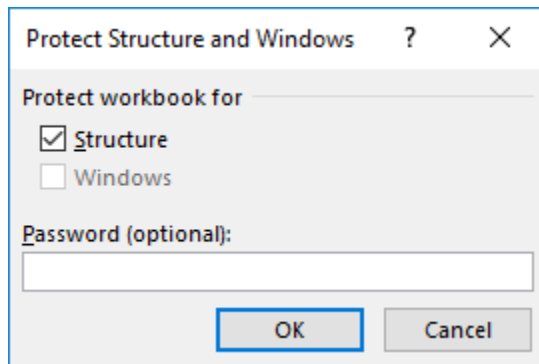 Protect Structure and Windows ?
Protect workbook for
Structure
Windows
Password (optional):
OK Cancel